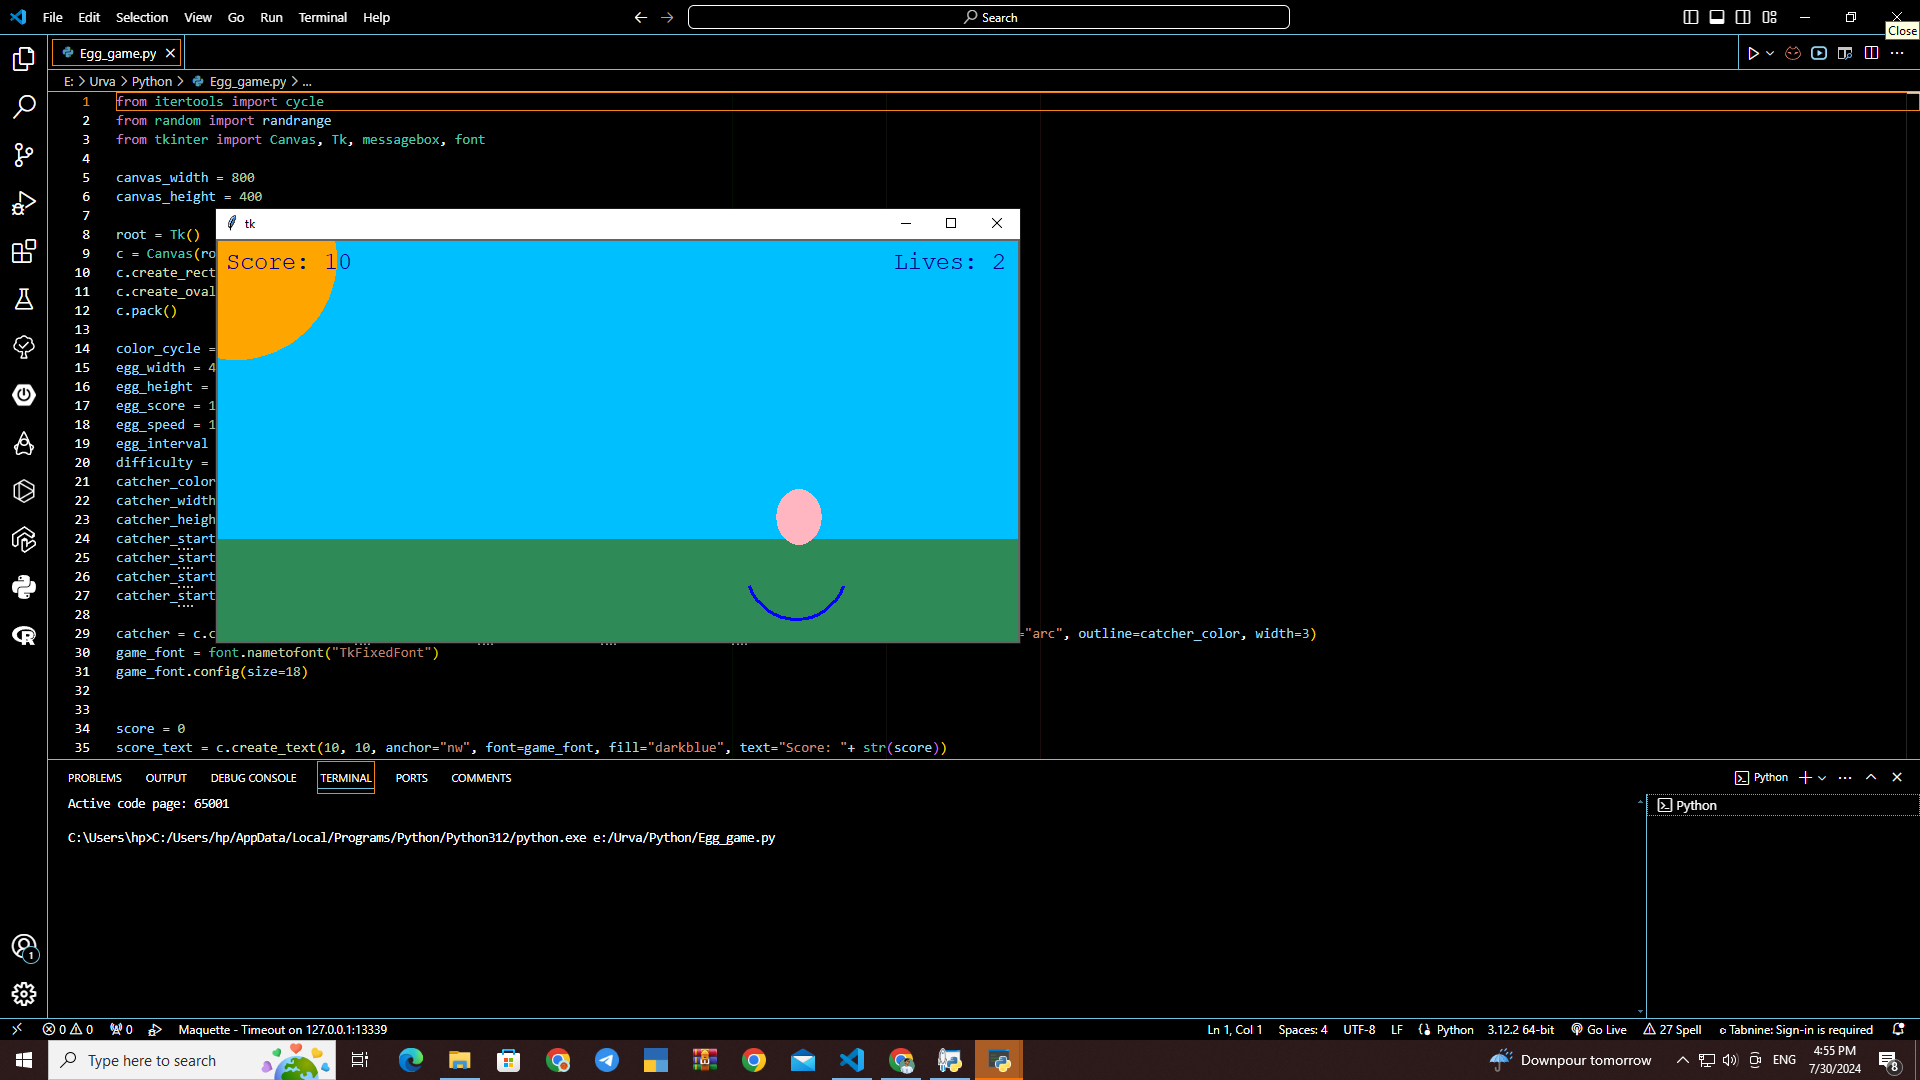 File Edit Selection View Go Run Terminal Help
Search
Close
Egg_game.py
E: > Urva > Python > Egg_game.py > ...
1 from itertools import cycle
2 from random import randrange
3 from tkinter import Canvas, Tk, messagebox, font
4
5 canvas_width = 800
6 canvas_height = 400
7
tk
8 root = Tk()
9 c = Canvas(ro
Score: 10
Lives: 2
10 c.create_rect
11 c.create_oval
12 c.pack()
13
14 color_cycle =
15 egg_width = 4
16 egg_height =
17 egg_score = 1
18 egg_speed = 1
19 egg_interval
20 difficulty =
21 catcher_color
22 catcher_width
23 catcher_heigh
24 catcher_start
25 catcher_start
26 catcher_start
27 catcher_start
28
29 catcher = c.c ="arc", outline=catcher_color, width=3)
30 game_font = font.nametofont("TkFixedFont")
31 game_font.config(size=18)
32
33
34 score = 0
35 score_text = c.create_text(10, 10, anchor="nw", font=game_font, fill="darkblue", text="Score: "+ str(score))
PROBLEMS OUTPUT DEBUG CONSOLE TERMINAL PORTS COMMENTS
Python
Active code page: 65001
Python
C:\Users\hp>C:/Users/hp/AppData/Local/Programs/Python/Python312/python.exe e:/Urva/Python/Egg_game.py
1
0 0 0 Maquette - Timeout on 127.0.0.1:13339
Ln 1, Col 1 Spaces: 4 UTF-8 LF Python 3.12.2 64-bit Go Live 27 Spell Tabnine: Sign-in is required
Type here to search
Downpour tomorrow
ENG
4:55 PM
7/30/2024
8